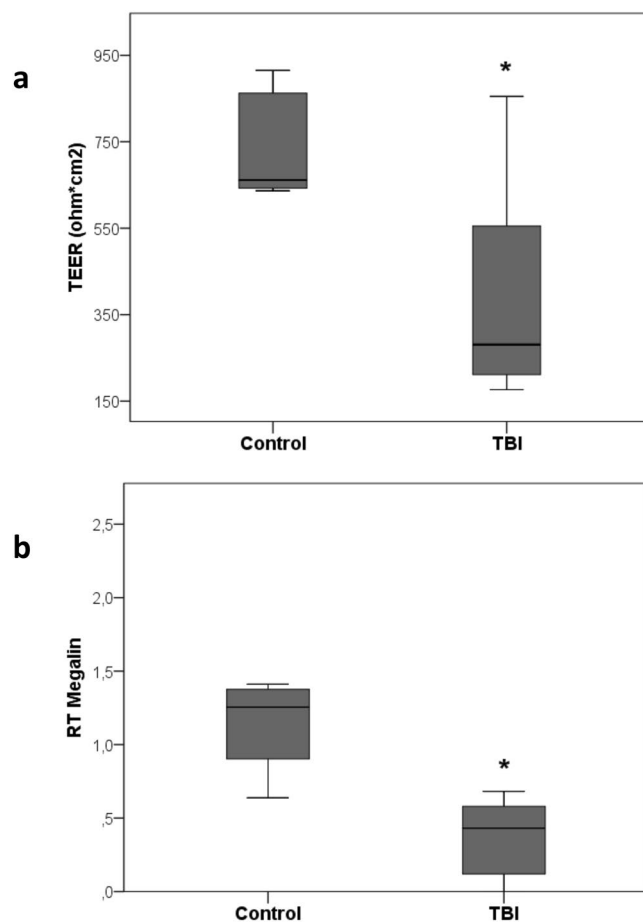 a
TEER (ohm*cm2)
950
750
550
350
150
*
Control TBI
b
RT Megalin
2,5
2,0
1,5
1,0
,5
,0
*
Control TBI